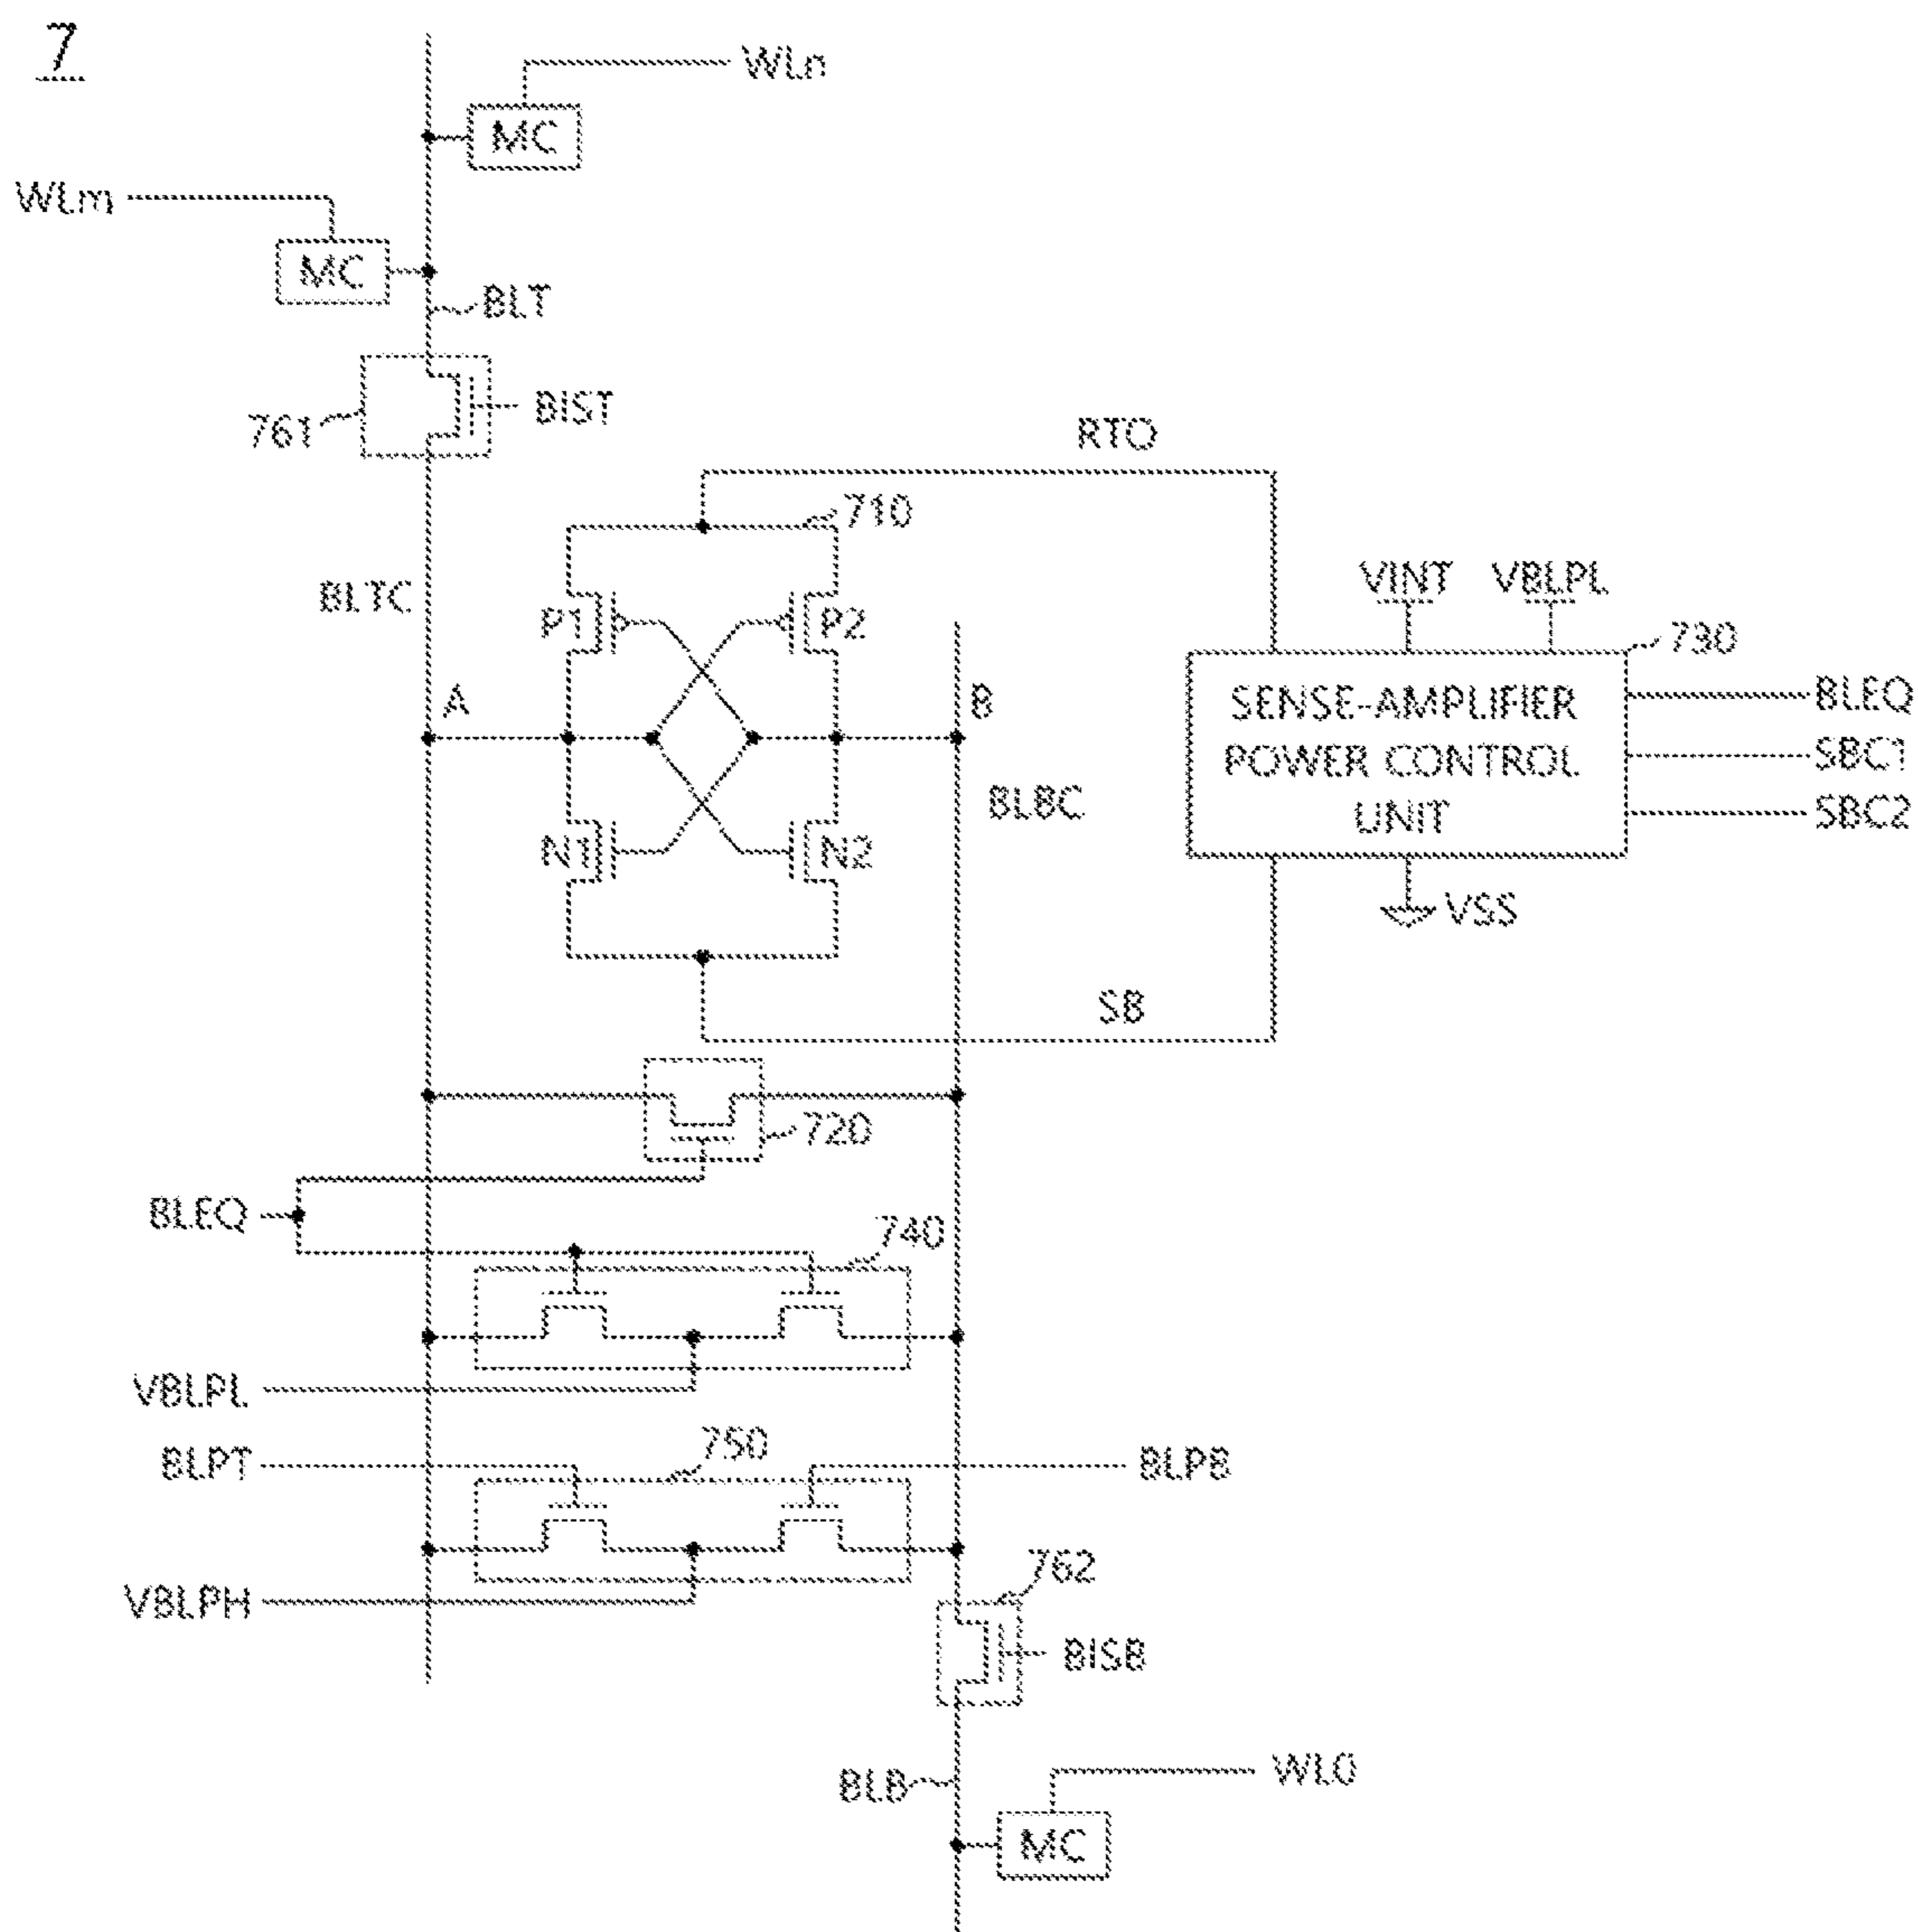 7
WLn
MC
WLm
MC
BLT
761
BIST
RTO
710
BLTC
P1
P2
VINT
VBLPL
730
A
B
SENSE-AMPLIFIER
POWER CONTROL
UNIT
BLEQ
SBC1
SBC2
BLBC
N1
N2
VSS
SB
720
BLEQ
740
VBLPL
BLPT
750
BLPB
VBLPH
762
BISB
BLB
WL0
MC